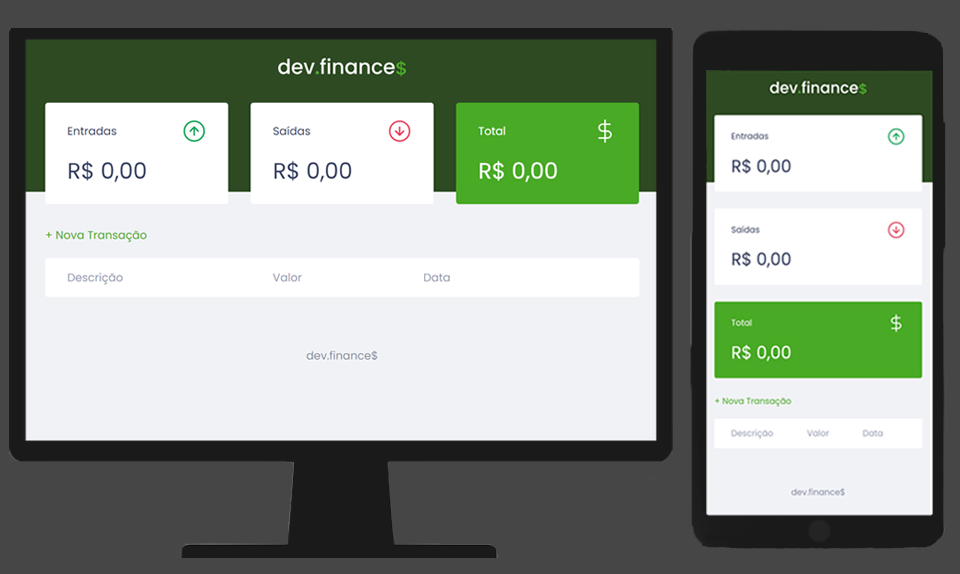 dev.finance$
Entradas
R$ 0,00
Saídas
R$ 0,00
Total
$
R$ 0,00
+ Nova Transação
Descrição Valor Data
dev.finance$
dev.finance$
Entradas
R$ 0,00
Saídas
R$ 0,00
Total
$
R$ 0,00
+ Nova Transação
Descrição Valor Data
dev.finance$